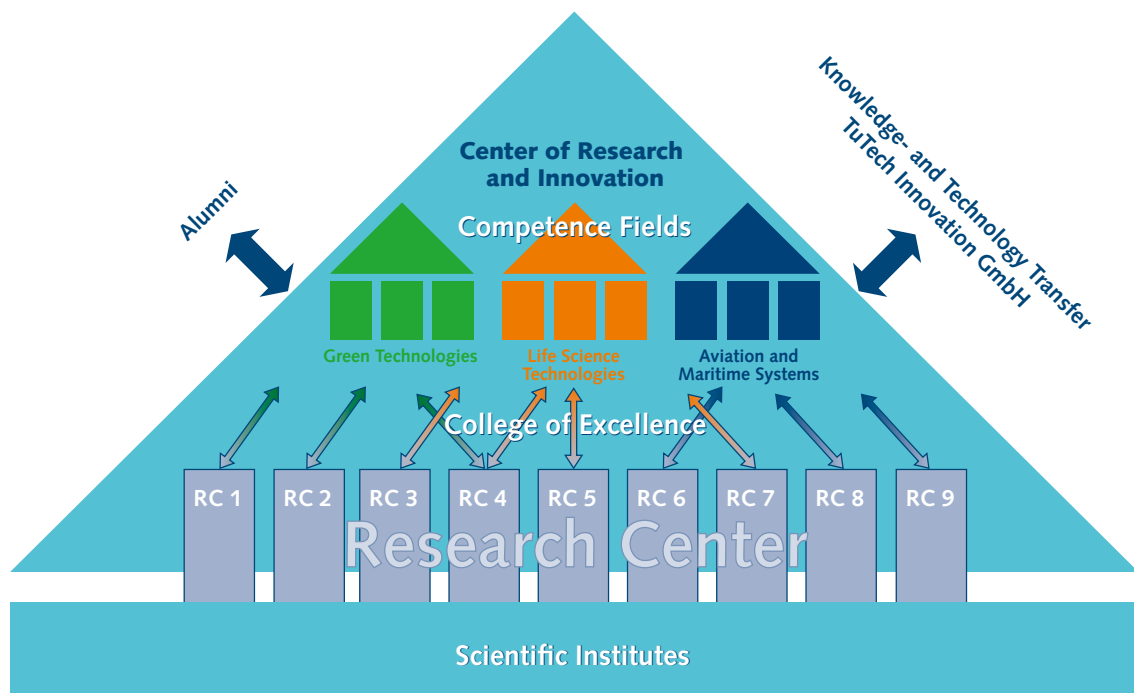 Center of Research
and Innovation
Alumni
Knowledge- and Technology Transfer
TuTech Innovation GmbH
Competence Fields
Green Technologies
Life Science
Technologies
Aviation and
Maritime Systems
College of Excellence
RC 1
RC 2
RC 3
RC 4
RC 5
RC 6
RC 7
RC 8
RC 9
Research Center
Scientific Institutes